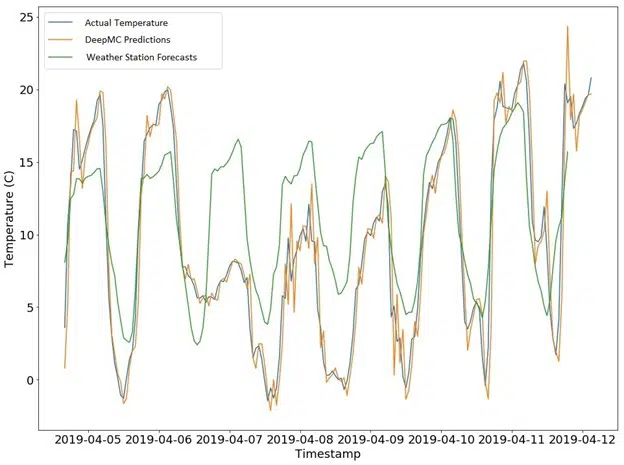 Actual Temperature
DeepMC Predictions
Weather Station Forecasts
25
20
15
10
5
0
Temperature (C)
2019-04-05 2019-04-06 2019-04-07 2019-04-08 2019-04-09 2019-04-10 2019-04-11 2019-04-12
Timestamp